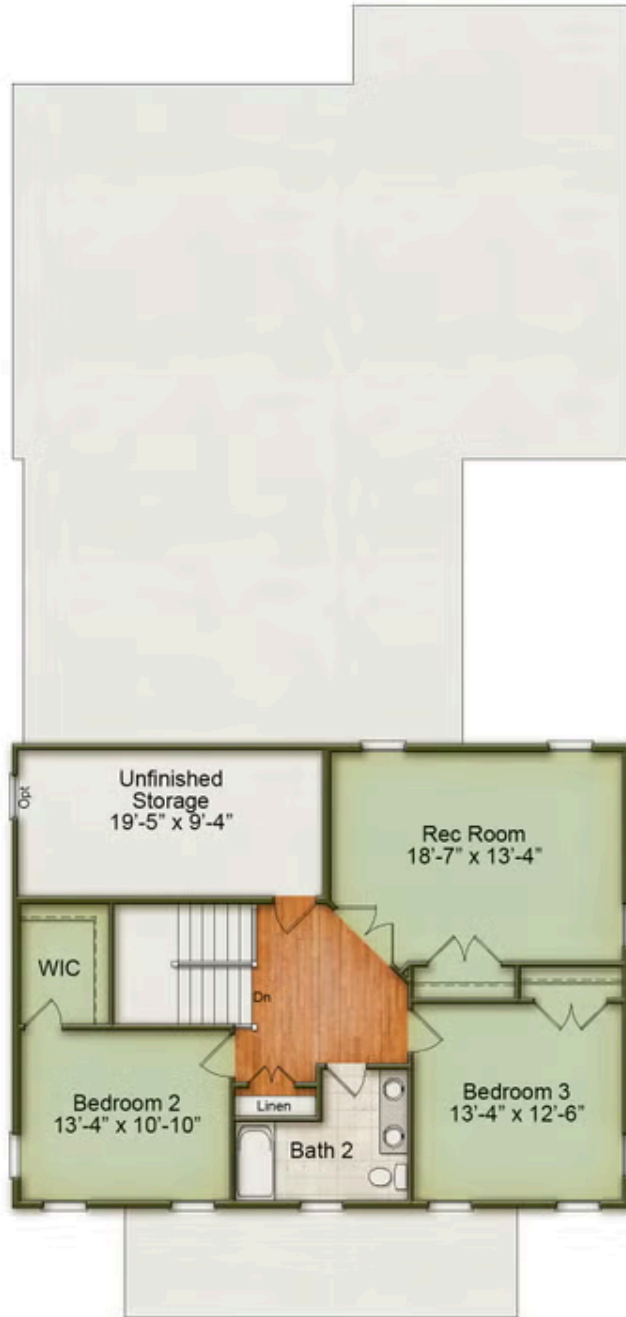 Unfinished
Storage
19’-5” x 9’-4”
Opt
Rec Room
18’-7” x 13’-4”
WIC
Dn
Bedroom 2
13’-4” x 10’-10”
Linen
Bath 2
Bedroom 3
13’-4” x 12’-6”